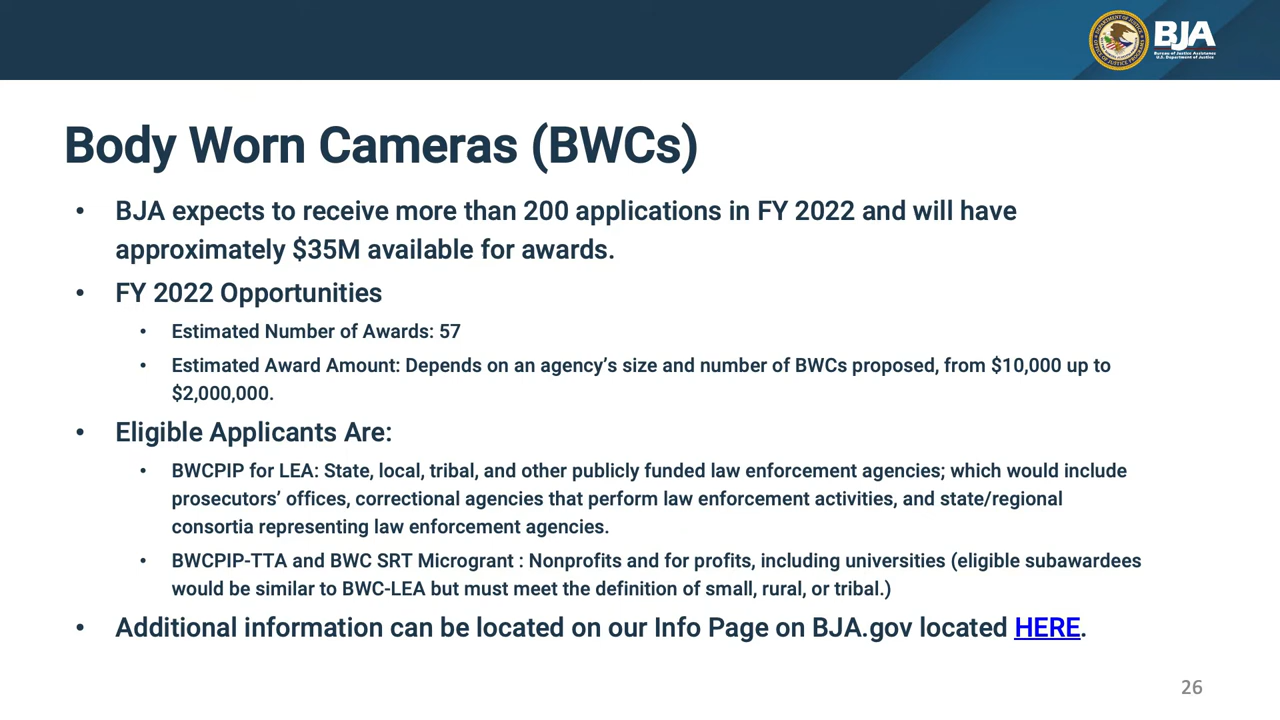 BJA
Bureau of Justice Assistance
U.S. Department of Justice
Body Worn Cameras (BWCs)
• BJA expects to receive more than 200 applications in FY 2022 and will have
approximately $35M available for awards.
• FY 2022 Opportunities
• Estimated Number of Awards: 57
• Estimated Award Amount: Depends on an agency’s size and number of BWCs proposed, from $10,000 up to
$2,000,000.
• Eligible Applicants Are:
• BWCPIP for LEA: State, local, tribal, and other publicly funded law enforcement agencies; which would include
prosecutors’ offices, correctional agencies that perform law enforcement activities, and state/regional
consortia representing law enforcement agencies.
• BWCPIP-TTA and BWC SRT Microgrant : Nonprofits and for profits, including universities (eligible subawardees
would be similar to BWC-LEA but must meet the definition of small, rural, or tribal.)
• Additional information can be located on our Info Page on BJA.gov located HERE.
26